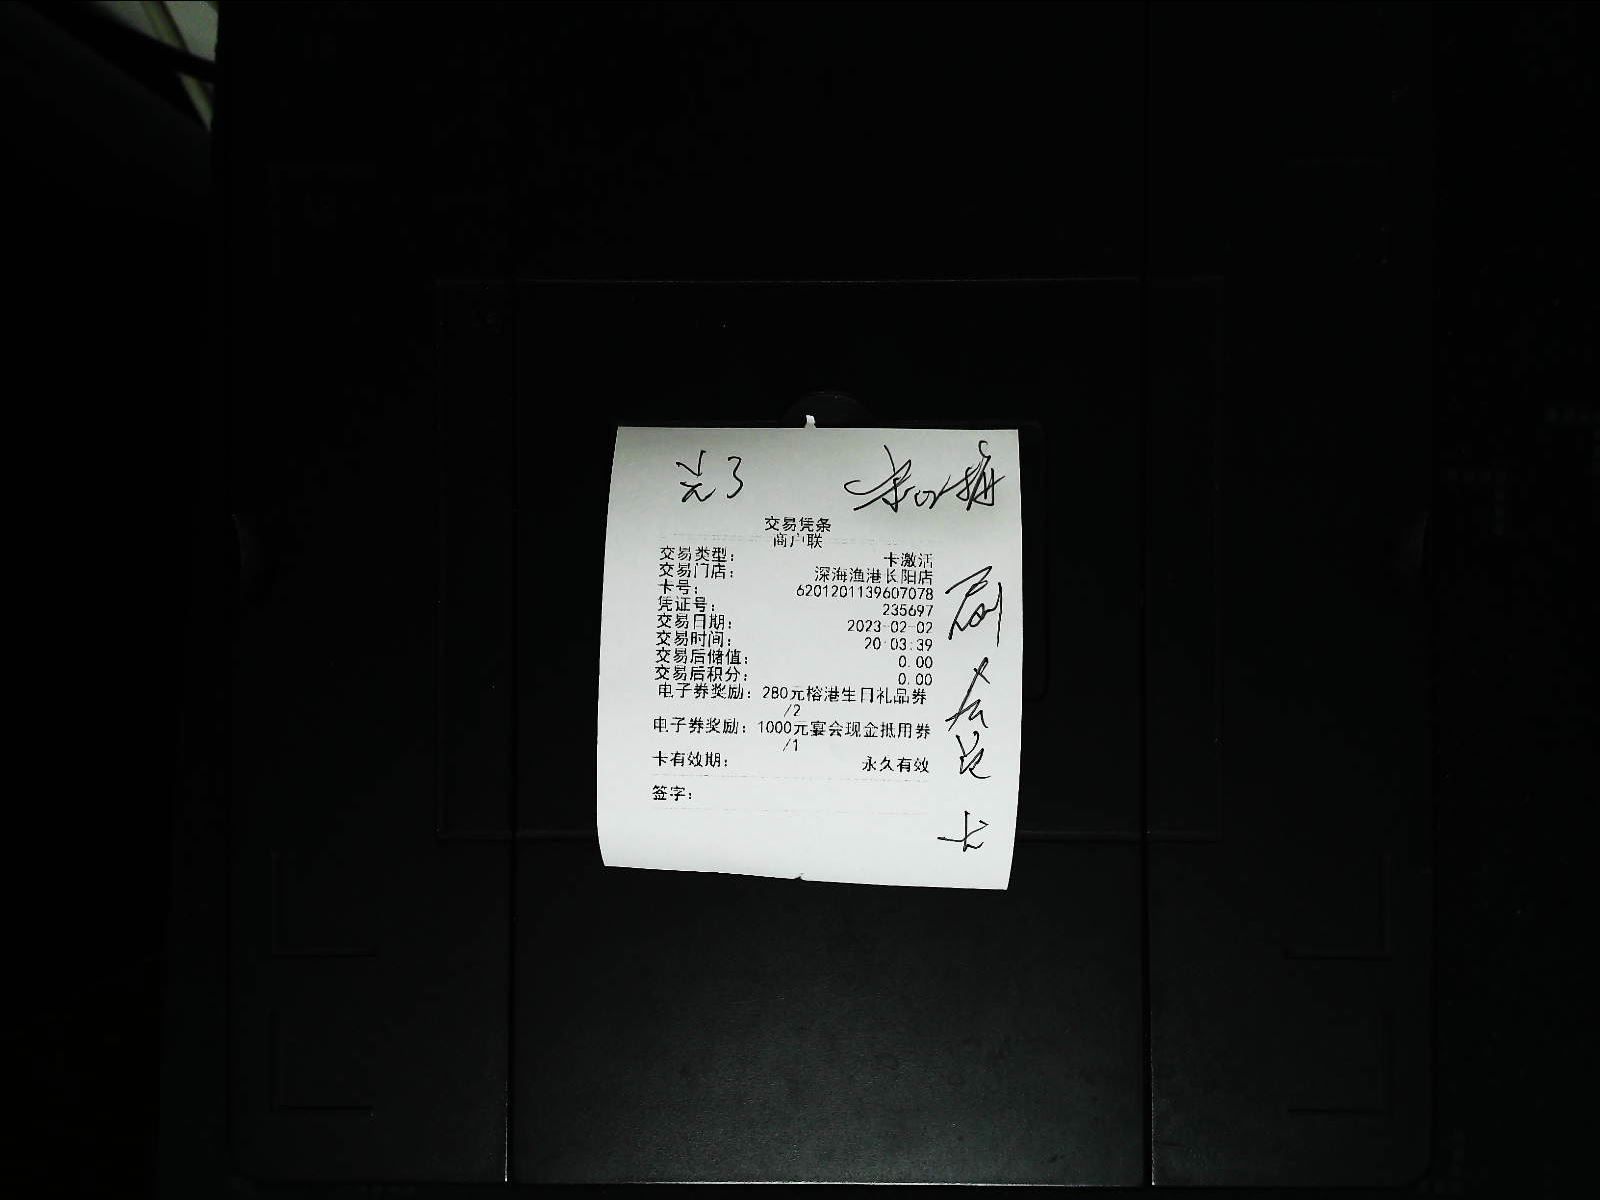 交易凭条
商户联
交易类型： 卡激活
交易门店： 深海渔港长阳店
卡号： 6201201139607078
凭证号： 235697
交易日期： 2023-02-02
交易时间： 20:03:39
交易后储值： 0.00
交易后积分： 0.00
电子券奖励：280元榕港生日礼品券
/2
电子券奖励：1000元宴会现金抵用券
/1
卡有效期： 永久有效
签字：
刷
卡